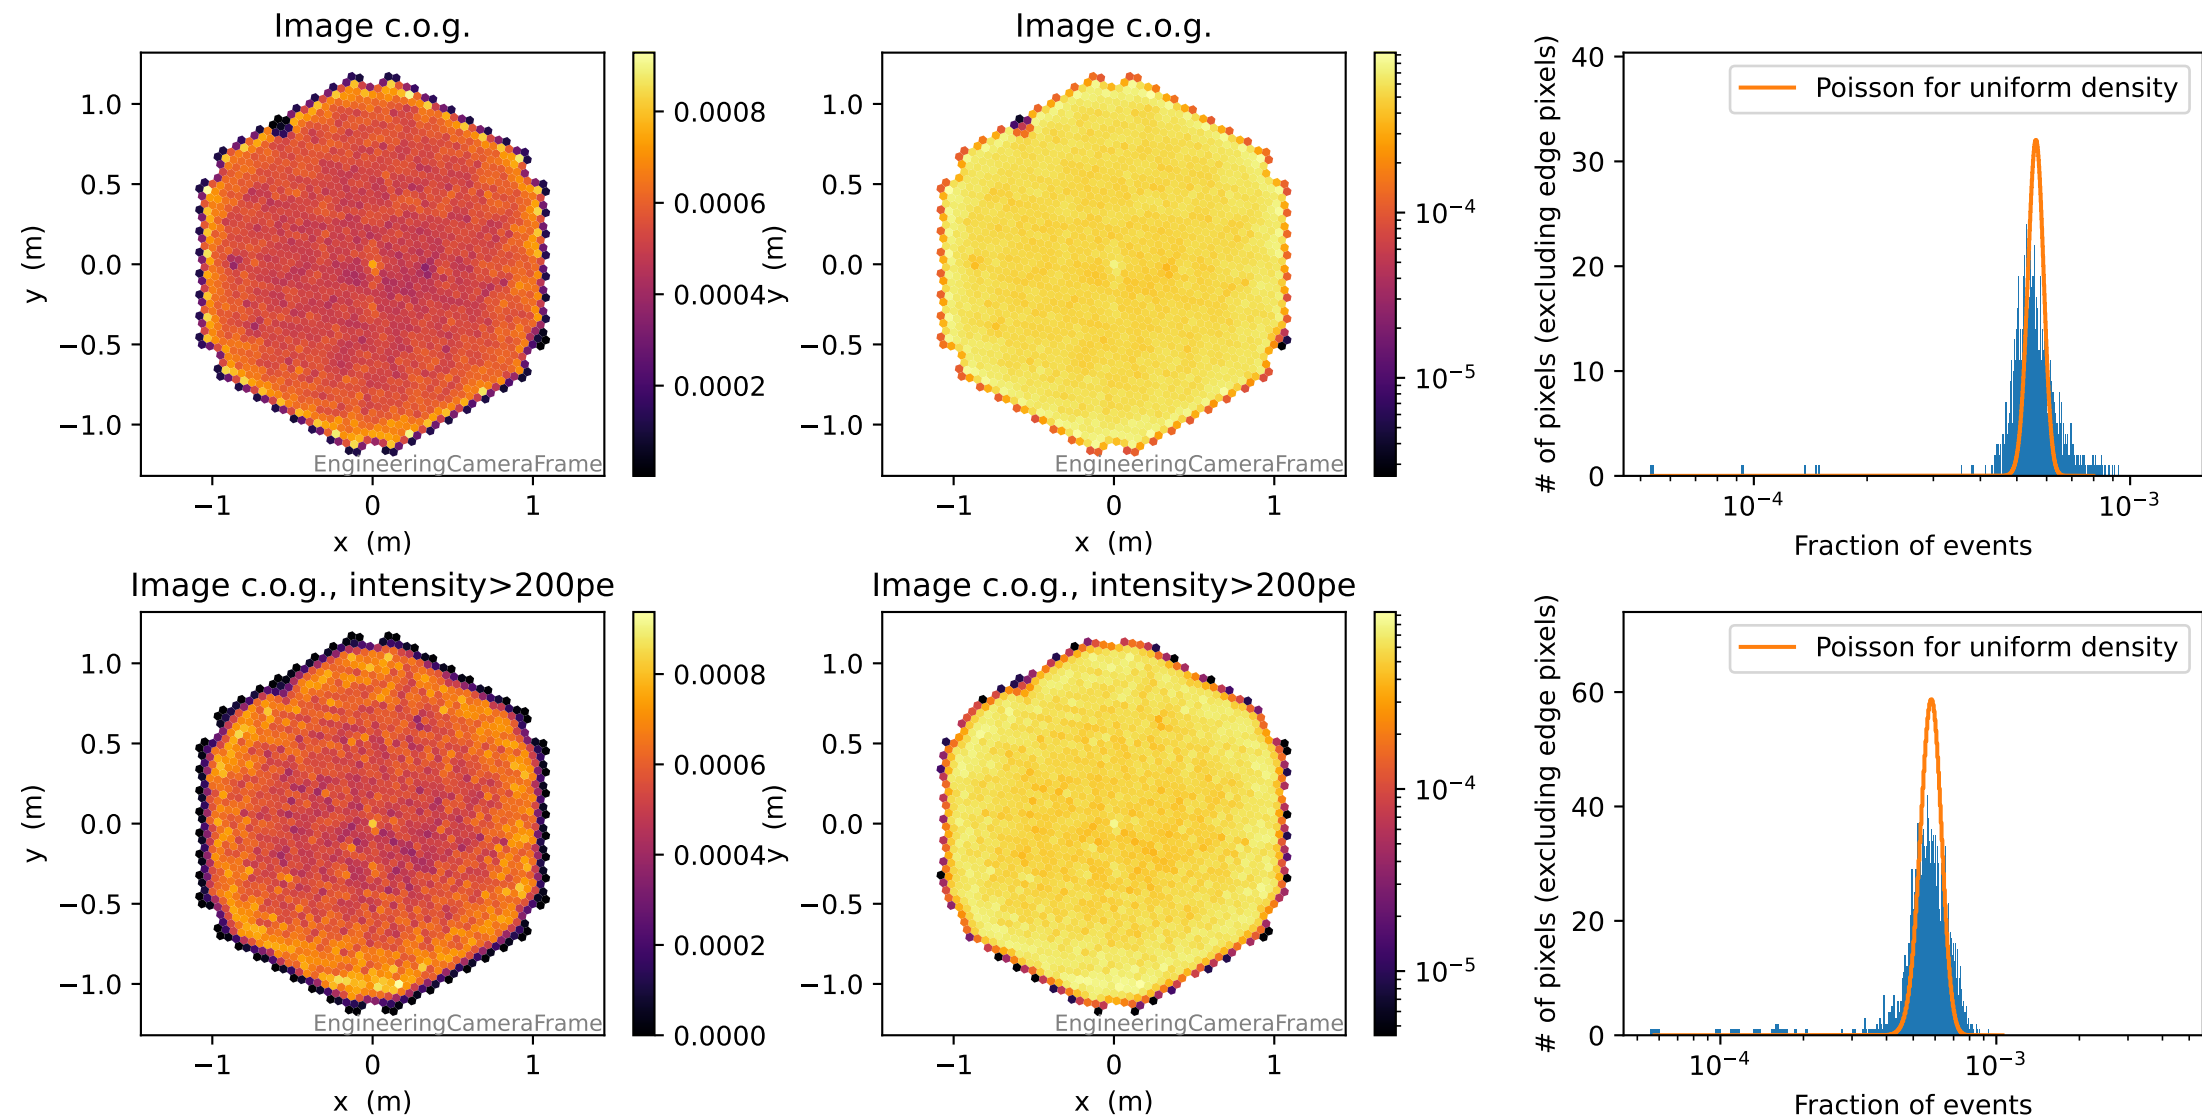 Image c.o.g.
1.0
0.5
0.0
−0.5
−1.0
y (m)
−1
0
1
x (m)
EngineeringCameraFrame
0.0008
0.0006
0.0004
0.0002
Image c.o.g.
1.0
0.5
0.0
−0.5
−1.0
y (m)
−1
0
1
x (m)
EngineeringCameraFrame
10⁻⁴
10⁻⁵
# of pixels (excluding edge pixels)
40
30
20
10
0
Poisson for uniform density
10⁻⁴
10⁻³
Fraction of events
Image c.o.g., intensity>200pe
1.0
0.5
0.0
−0.5
−1.0
y (m)
−1
0
1
x (m)
EngineeringCameraFrame
0.0008
0.0006
0.0004
0.0002
0.0000
Image c.o.g., intensity>200pe
1.0
0.5
0.0
−0.5
−1.0
y (m)
−1
0
1
x (m)
EngineeringCameraFrame
10⁻⁴
10⁻⁵
# of pixels (excluding edge pixels)
60
40
20
0
Poisson for uniform density
10⁻⁴
10⁻³
Fraction of events